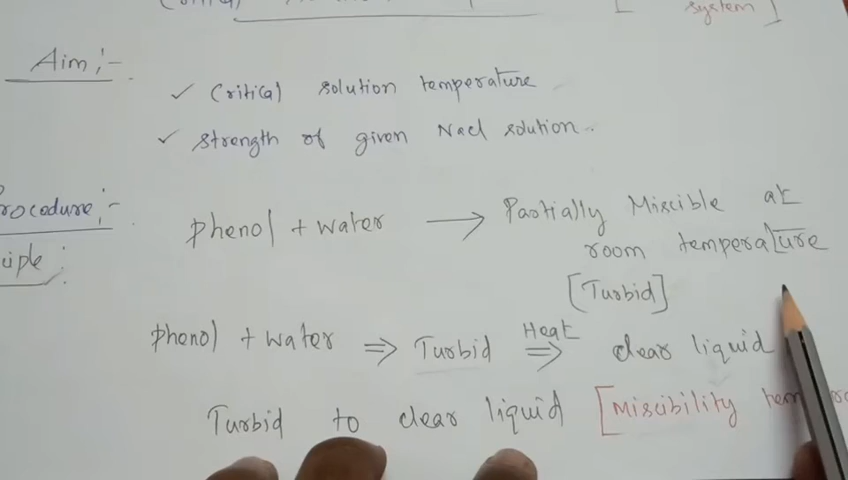 [ system ]
Aim :-
✓ Critical solution temperature
✓ strength of given Nacl solution..
rocedure :-
ciple :
phenol + water → Partially Miscible at
room temperature
[Turbid]
phenol + water ⇒ Turbid Heat ⇒ clear liquid
Turbid to clear liquid [Miscibility